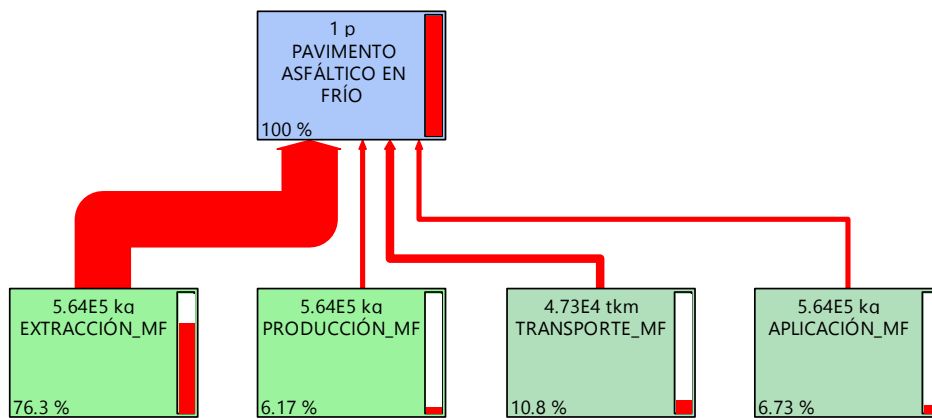 1 p
PAVIMENTO
ASFÁLTICO EN
FRÍO
100 %
5.64E5 kg
EXTRACCIÓN_MF
76.3 %
5.64E5 kg
PRODUCCIÓN_MF
6.17 %
4.73E4 tkm
TRANSPORTE_MF
10.8 %
5.64E5 kg
APLICACIÓN_MF
6.73 %